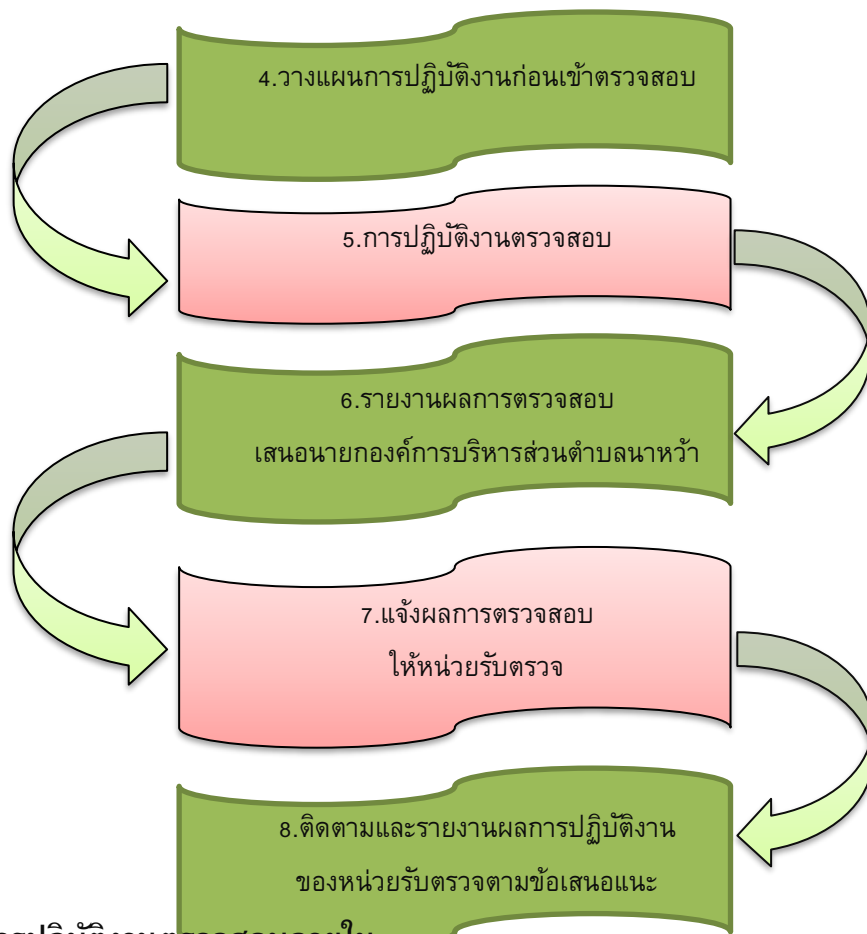 4.วางแผนการปฏิบัติงานก่อนเข้าตรวจสอบ
5.การปฏิบัติงานตรวจสอบ
6.รายงานผลการตรวจสอบ
เสนอนายกองค์การบริหารส่วนตำบลนาหว้า
7.แจ้งผลการตรวจสอบ
ให้หน่วยรับตรวจ
8.ติดตามและรายงานผลการปฏิบัติงาน
ของหน่วยรับตรวจตามข้อเสนอแนะ